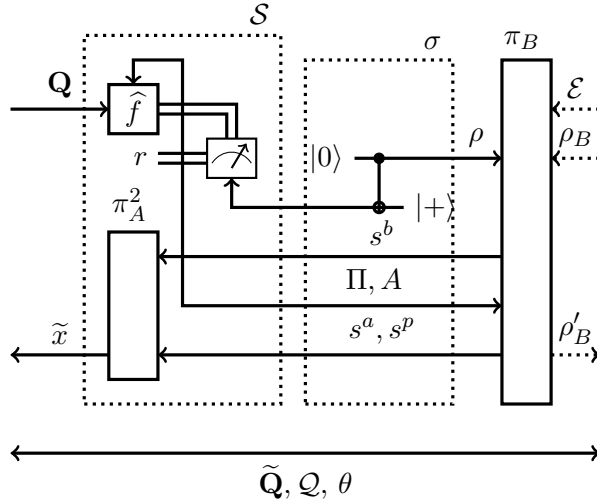 𝒮
σ
π_B
Q
f̂
ℰ
r
|0⟩
ρ
ρ_B
π_A^2
|+⟩
s^b
Π, A
x̃
s^a, s^p
ρ'_B
Q̃, 𝒬, θ